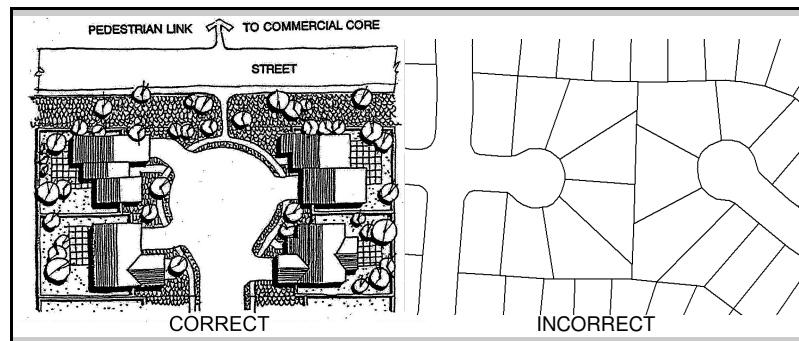 PEDESTRIAN LINK TO COMMERCIAL CORE
STREET
CORRECT
INCORRECT